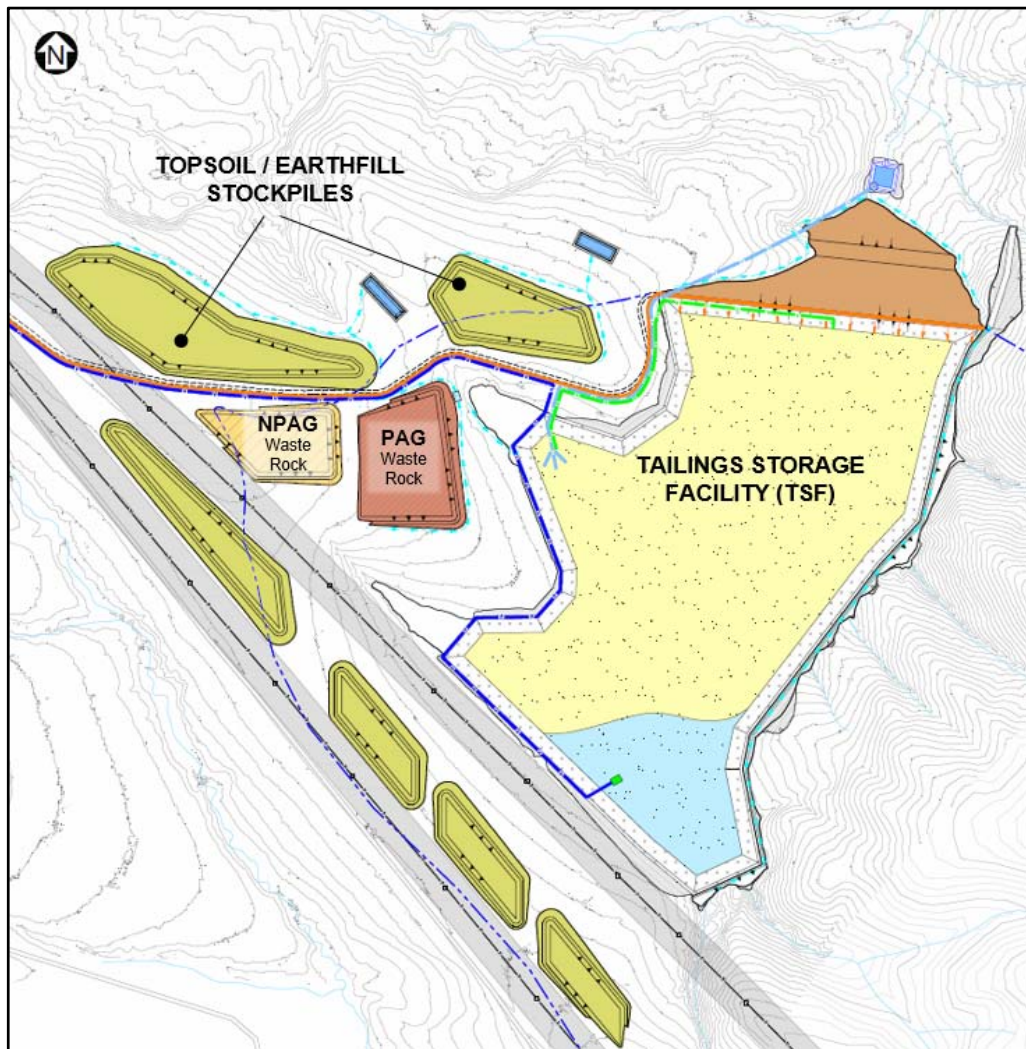 N
TOPSOIL / EARTHFILL
STOCKPILES
NPAG
Waste
Rock
PAG
Waste
Rock
TAILINGS STORAGE
FACILITY (TSF)